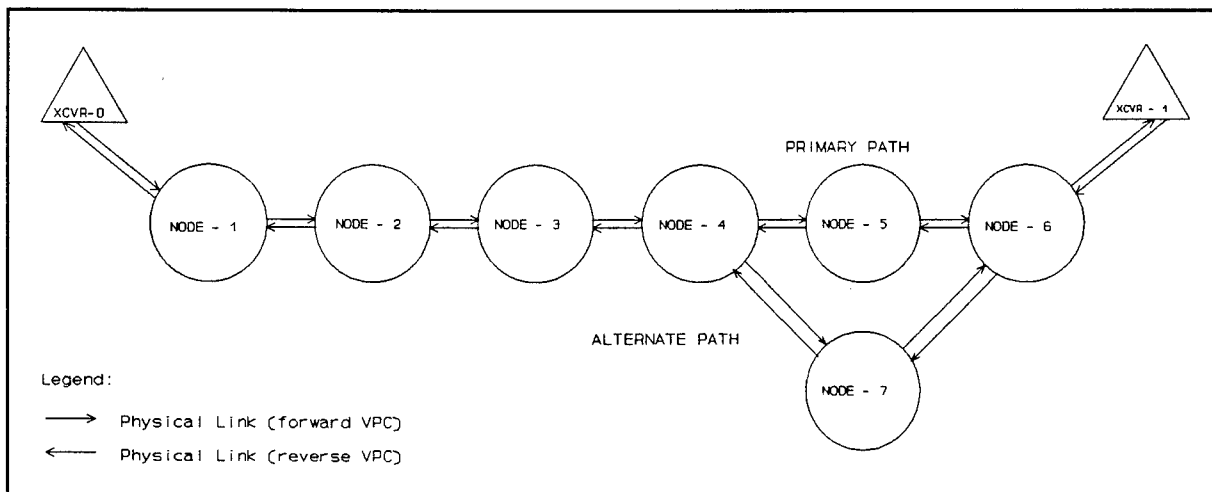 XCVR-0
XCVR - 1
PRIMARY PATH
NODE - 1
NODE - 2
NODE - 3
NODE - 4
NODE - 5
NODE - 6
ALTERNATE PATH
NODE - 7
Legend:
Physical Link (forward VPC)
Physical Link (reverse VPC)